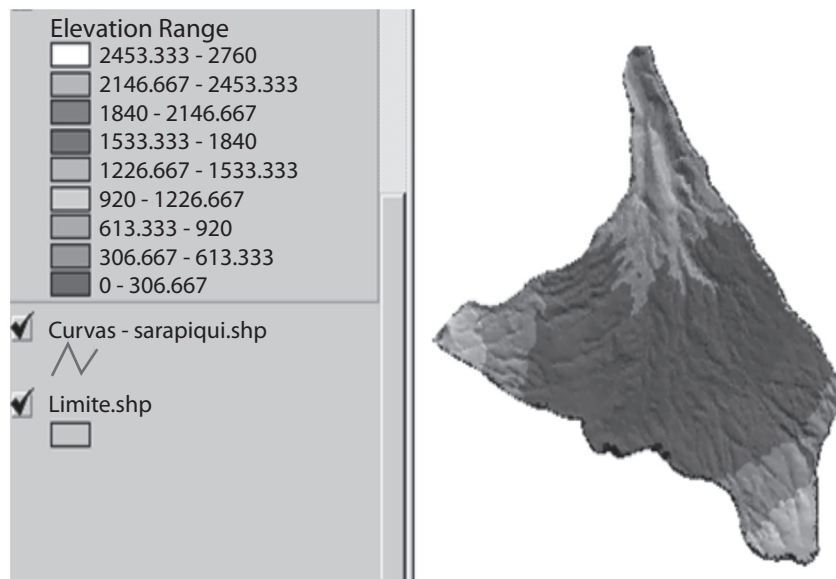 Elevation Range
2453.333 - 2760
2146.667 - 2453.333
1840 - 2146.667
1533.333 - 1840
1226.667 - 1533.333
920 - 1226.667
613.333 - 920
306.667 - 613.333
0 - 306.667
Curvas - sarapiqui.shp
Limite.shp